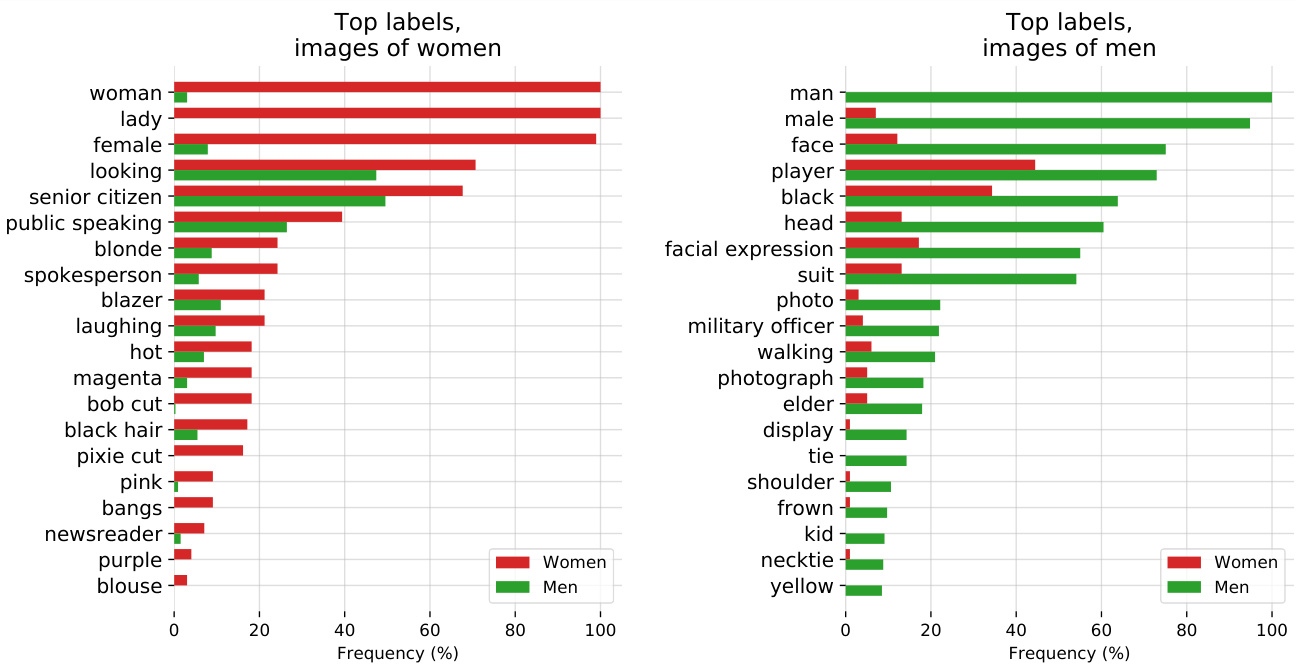 Top labels,
images of women
woman
lady
female
looking
senior citizen
public speaking
blonde
spokesperson
blazer
laughing
hot
magenta
bob cut
black hair
pixie cut
pink
bangs
newsreader
purple
blouse
Women
Men
0 20 40 60 80 100
Frequency (%)
Top labels,
images of men
man
male
face
player
black
head
facial expression
suit
photo
military officer
walking
photograph
elder
display
tie
shoulder
frown
kid
necktie
yellow
Women
Men
0 20 40 60 80 100
Frequency (%)